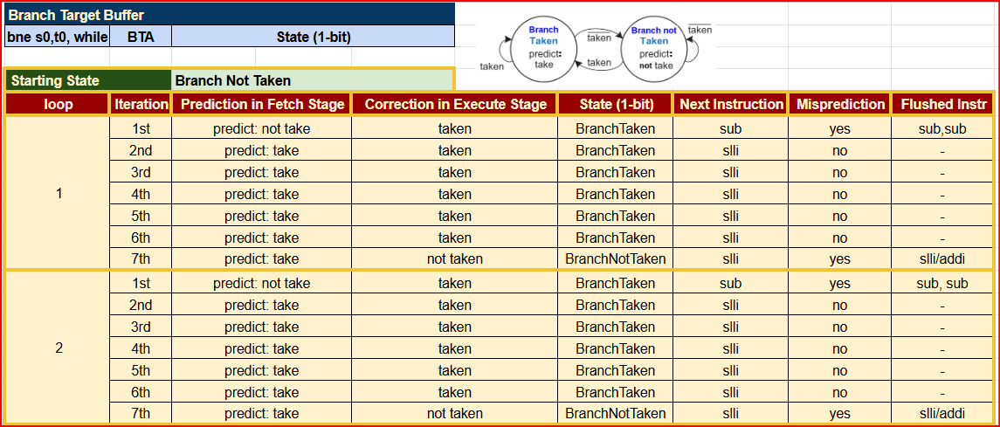 Branch Target Buffer
bne s0,t0, while BTA State (1-bit)
Branch Taken predict: take
Branch not Taken predict: not take
taken
taken
taken
taken
Starting State Branch Not Taken
loop Iteration Prediction in Fetch Stage Correction in Execute Stage State (1-bit) Next Instruction Misprediction Flushed Instr
1
1st predict: not take taken BranchTaken sub yes sub,sub
2nd predict: take taken BranchTaken slli no -
3rd predict: take taken BranchTaken slli no -
4th predict: take taken BranchTaken slli no -
5th predict: take taken BranchTaken slli no -
6th predict: take taken BranchTaken slli no -
7th predict: take not taken BranchNotTaken slli yes slli/addi
2
1st predict: not take taken BranchTaken sub yes sub, sub
2nd predict: take taken BranchTaken slli no -
3rd predict: take taken BranchTaken slli no -
4th predict: take taken BranchTaken slli no -
5th predict: take taken BranchTaken slli no -
6th predict: take taken BranchTaken slli no -
7th predict: take not taken BranchNotTaken slli yes slli/addi